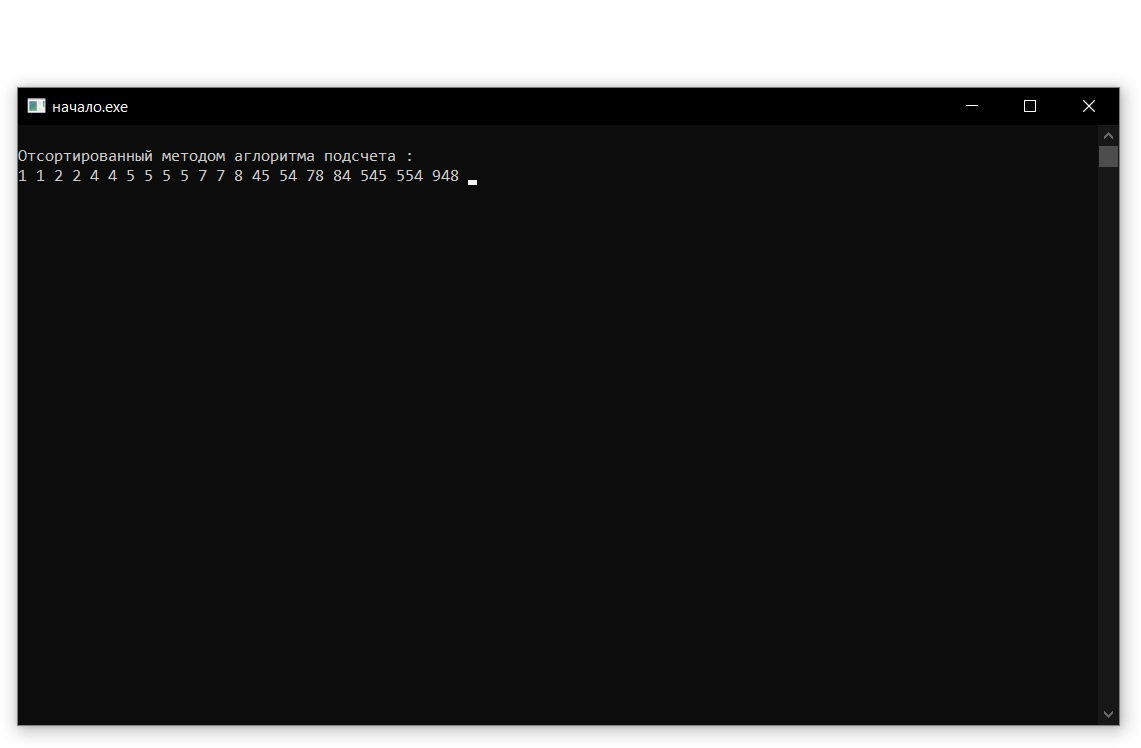 начало.exe
Отсортированный методом аглоритма подсчета :
1 1 2 2 4 4 5 5 5 5 7 7 8 45 54 78 84 545 554 948